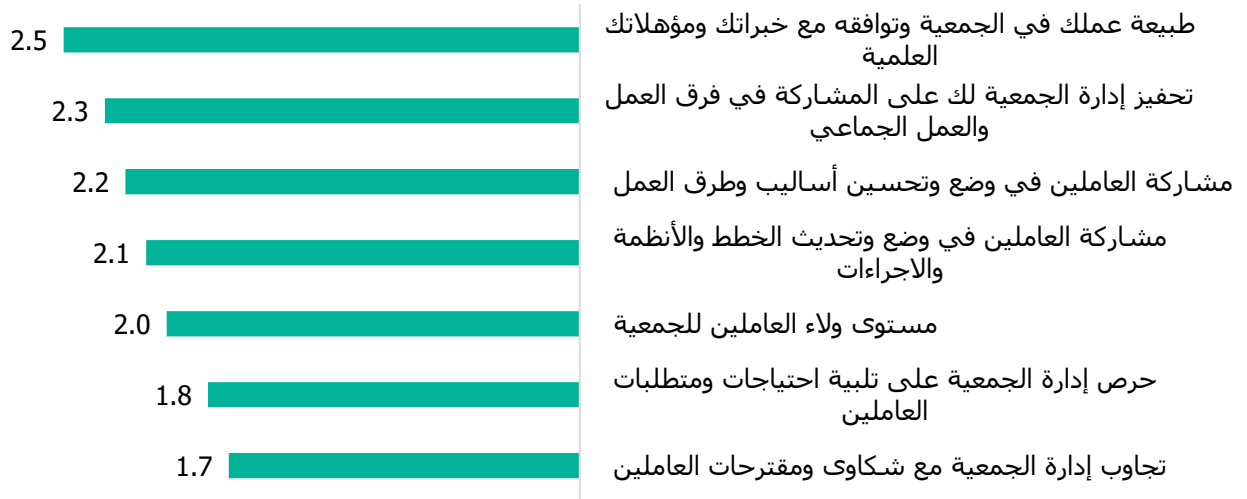 طبيعة عملك في الجمعية وتوافقه مع خبراتك ومؤهلاتك
العلمية
2.5
تحفيز إدارة الجمعية لك على المشاركة في فرق العمل
والعمل الجماعي
2.3
مشاركة العاملين في وضع وتحسين أساليب وطرق العمل
2.2
مشاركة العاملين في وضع وتحديث الخطط والأنظمة
والاجراءات
2.1
مستوى ولاء العاملين للجمعية
2.0
حرص إدارة الجمعية على تلبية احتياجات ومتطلبات
العاملين
1.8
تجاوب إدارة الجمعية مع شكاوى ومقترحات العاملين
1.7